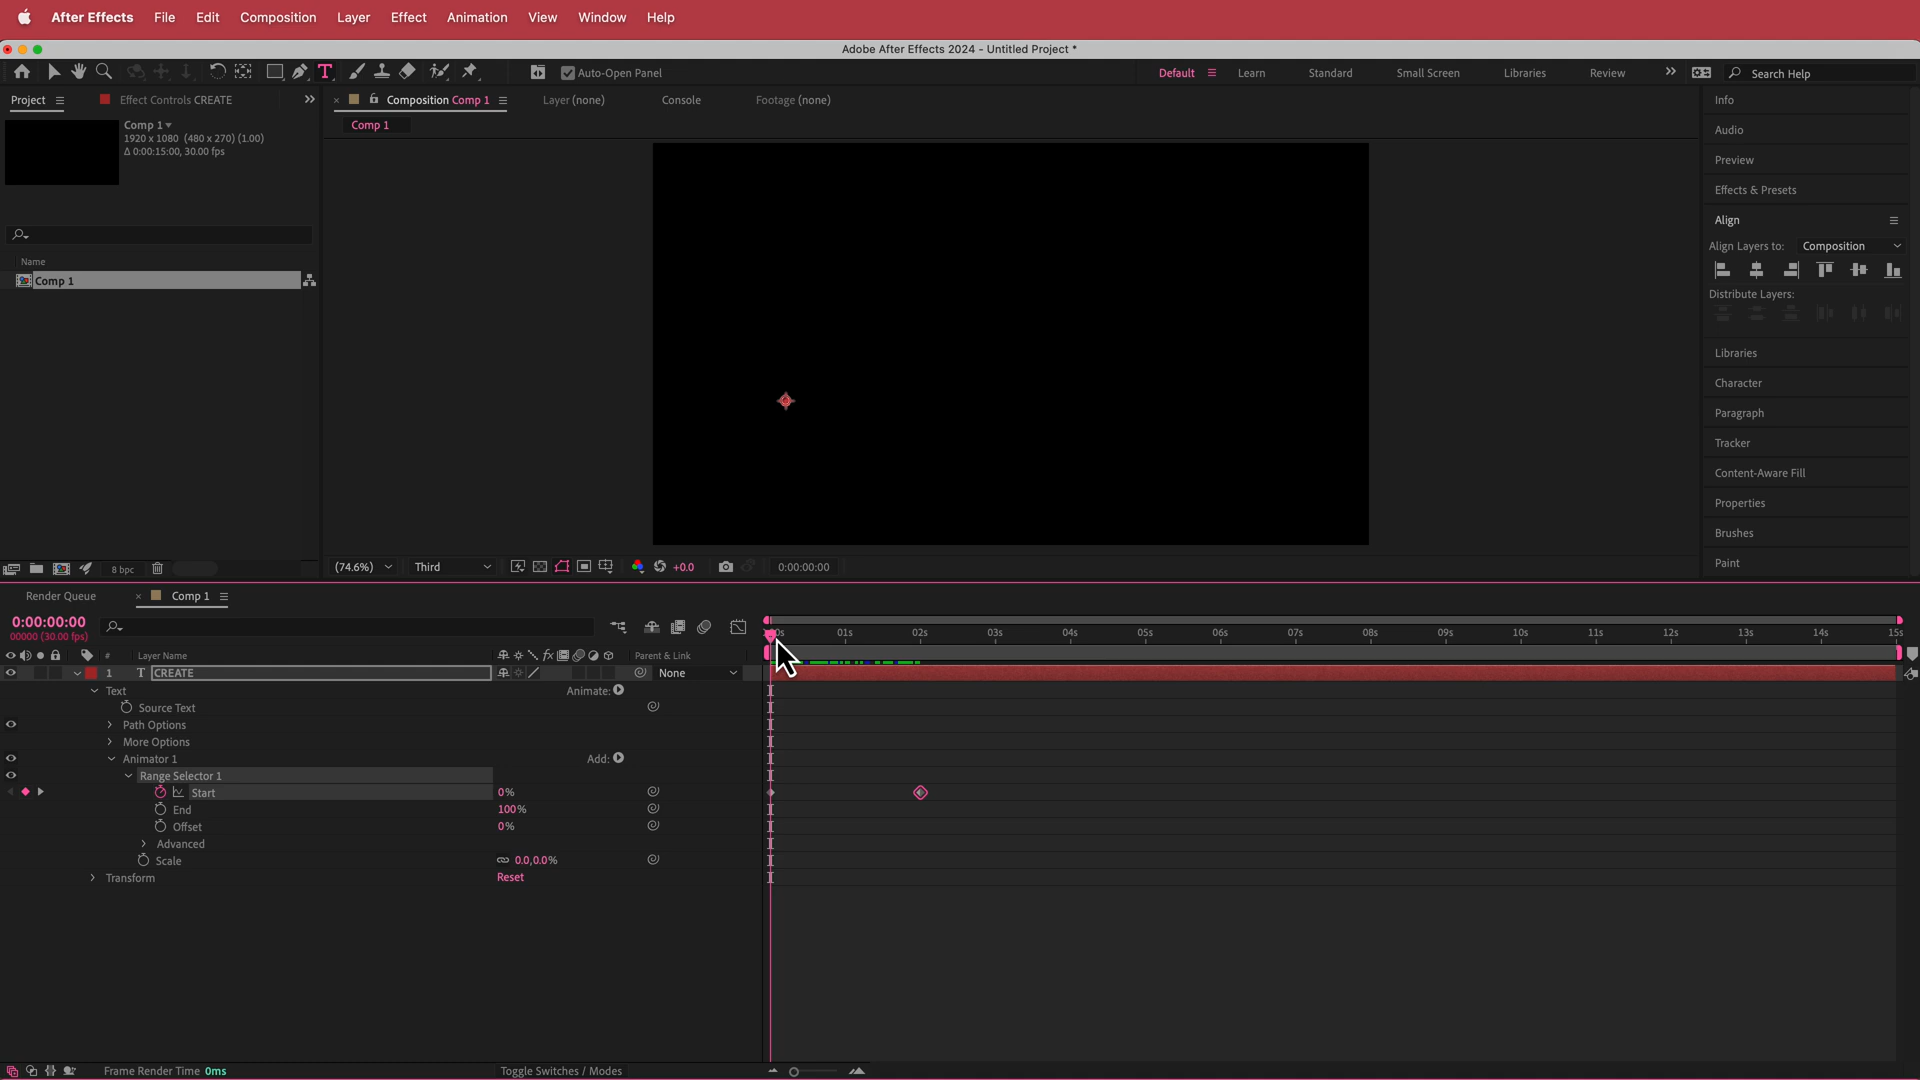 After Effects File Edit Composition Layer Effect Animation View Window Help
Adobe After Effects 2024 - Untitled Project *
T Auto-Open Panel Default Learn Standard Small Screen Libraries Review Search Help
Project Effect Controls CREATE
Composition Comp 1 Layer (none) Console Footage (none)
Comp 1
Comp 1
1920 x 1080 (480 x 270) (1.00)
Δ 0:00:15:00, 30.00 fps
Name
Comp 1
8 bpc
(74.6%) Third +0.0 0:00:00:00
Info
Audio
Preview
Effects & Presets
Align
Align Layers to: Composition
Distribute Layers:
Libraries
Character
Paragraph
Tracker
Content-Aware Fill
Properties
Brushes
Paint
Render Queue Comp 1
0:00:00:00
00000 (30.00 fps)
01s 02s 03s 04s 05s 06s 07s 08s 09s 10s 11s 12s 13s 14s 15s
# Layer Name fx Parent & Link
1 T CREATE None
Text Animate:
Source Text
Path Options
More Options
Animator 1 Add:
Range Selector 1
Start 0%
End 100%
Offset 0%
Advanced
Scale 0.0,0.0%
Transform Reset
Frame Render Time 0ms Toggle Switches / Modes